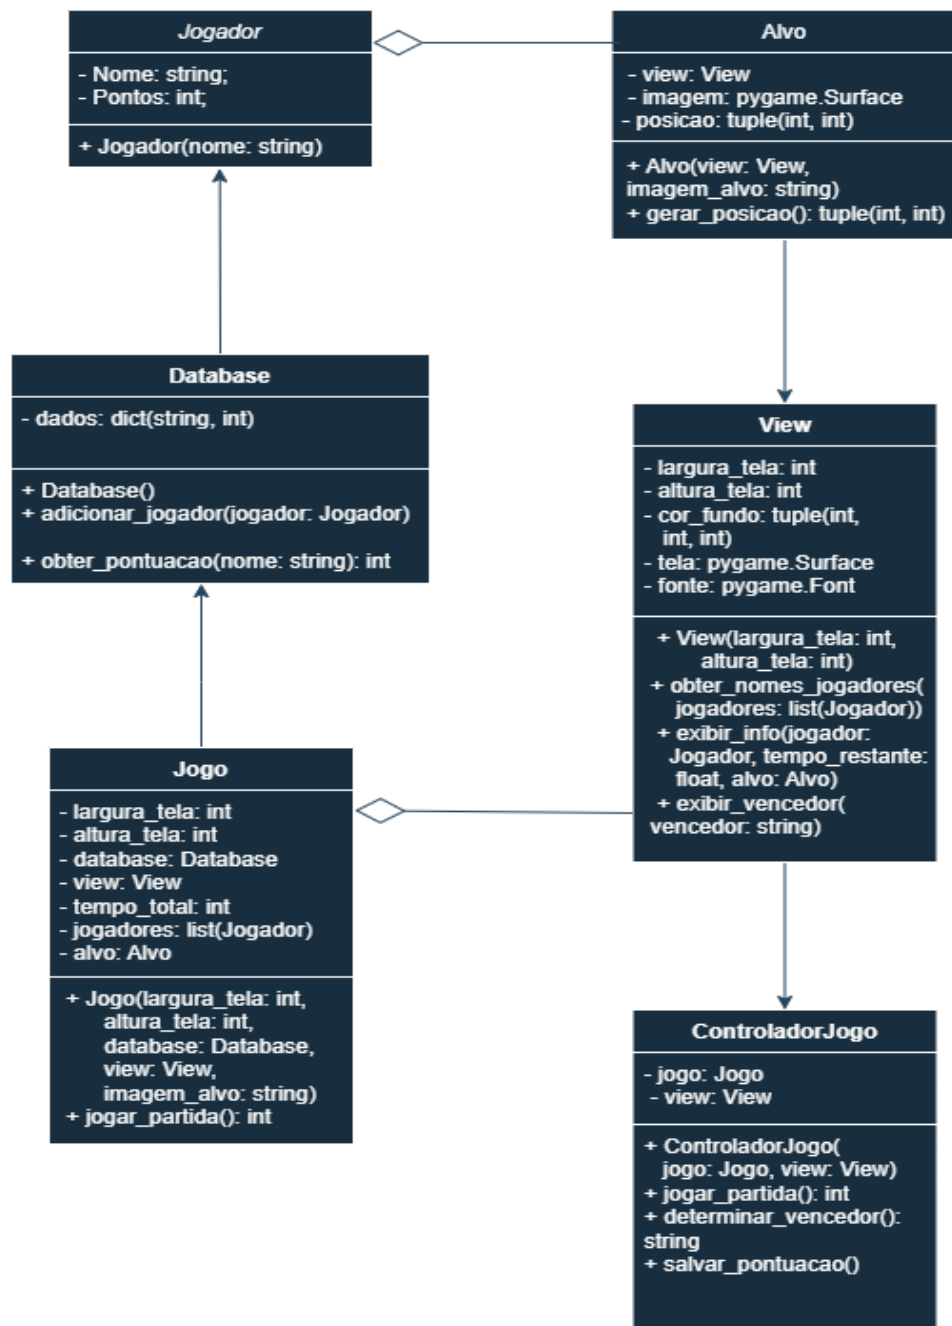 Jogador
- Nome: string;
- Pontos: int;
+ Jogador(nome: string)
Alvo
- view: View
- imagem: pygame.Surface
- posicao: tuple(int, int)
+ Alvo(view: View,
imagem_alvo: string)
+ gerar_posicao(): tuple(int, int)
Database
- dados: dict(string, int)
+ Database()
+ adicionar_jogador(jogador: Jogador)
+ obter_pontuacao(nome: string): int
View
- largura_tela: int
- altura_tela: int
- cor_fundo: tuple(int,
int, int)
- tela: pygame.Surface
- fonte: pygame.Font
+ View(largura_tela: int,
altura_tela: int)
+ obter_nomes_jogadores(
jogadores: list(Jogador))
+ exibir_info(jogador:
Jogador, tempo_restante:
float, alvo: Alvo)
+ exibir_vencedor(
vencedor: string)
Jogo
- largura_tela: int
- altura_tela: int
- database: Database
- view: View
- tempo_total: int
- jogadores: list(Jogador)
- alvo: Alvo
+ Jogo(largura_tela: int,
altura_tela: int,
database: Database,
view: View,
imagem_alvo: string)
+ jogar_partida(): int
ControladorJogo
- jogo: Jogo
- view: View
+ ControladorJogo(
jogo: Jogo, view: View)
+ jogar_partida(): int
+ determinar_vencedor():
string
+ salvar_pontuacao()